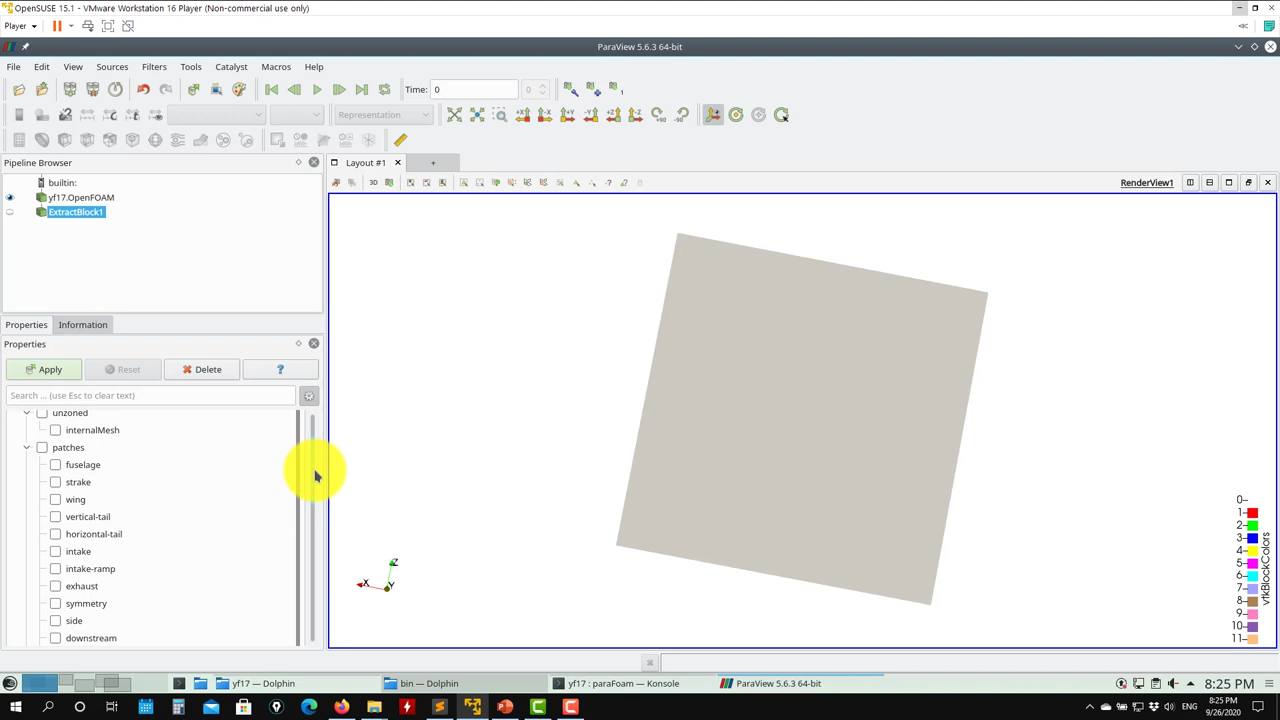 OpenSUSE 15.1 - VMware Workstation 16 Player (Non-commercial use only)
Player
ParaView 5.6.3 64-bit
File Edit View Sources Filters Tools Catalyst Macros Help
Time: 0 0
Representation
+X -X +Y -Y +Z -Z +90 -90
Pipeline Browser
Layout #1
+
builtin:
3D
RenderView1
yf17.OpenFOAM
ExtractBlock1
Properties Information
Properties
Apply Reset Delete ?
Search ... (use Esc to clear text)
unzoned
internalMesh
patches
fuselage
strake
wing
vertical-tail
horizontal-tail
intake
intake-ramp
exhaust
symmetry
side
downstream
Z
X
Y
0
1
2
3
4
5
6
7
8
9
10
11
vtkBlockColors
yf17 — Dolphin
bin — Dolphin
yf17 : paraFoam — Konsole
ParaView 5.6.3 64-bit
8:25 PM
8:25 PM
9/26/2020